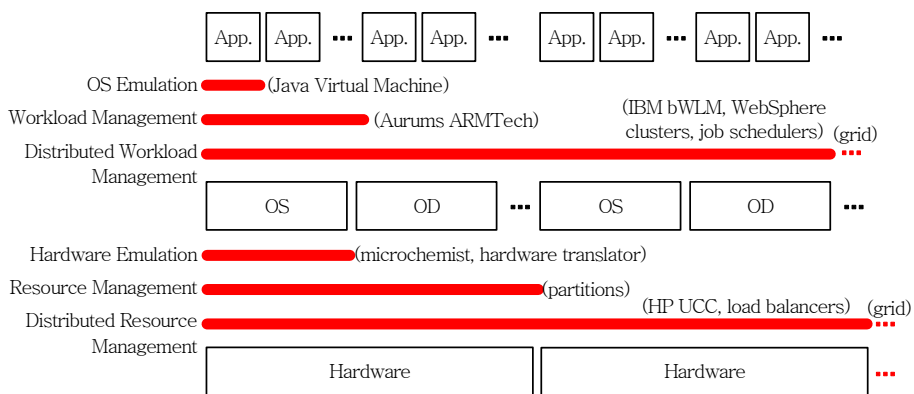 App. App. ... App. App. ... App. App. ... App. App. ...
OS Emulation (Java Virtual Machine)
Workload Management (Aurums ARMTech)
(IBM bWLM, WebSphere
clusters, job schedulers) (grid)
Distributed Workload ...
Management
OS OD ... OS OD ...
Hardware Emulation (microchemist, hardware translator)
Resource Management (partitions)
(HP UCC, load balancers) (grid)
Distributed Resource ...
Management
Hardware Hardware ...